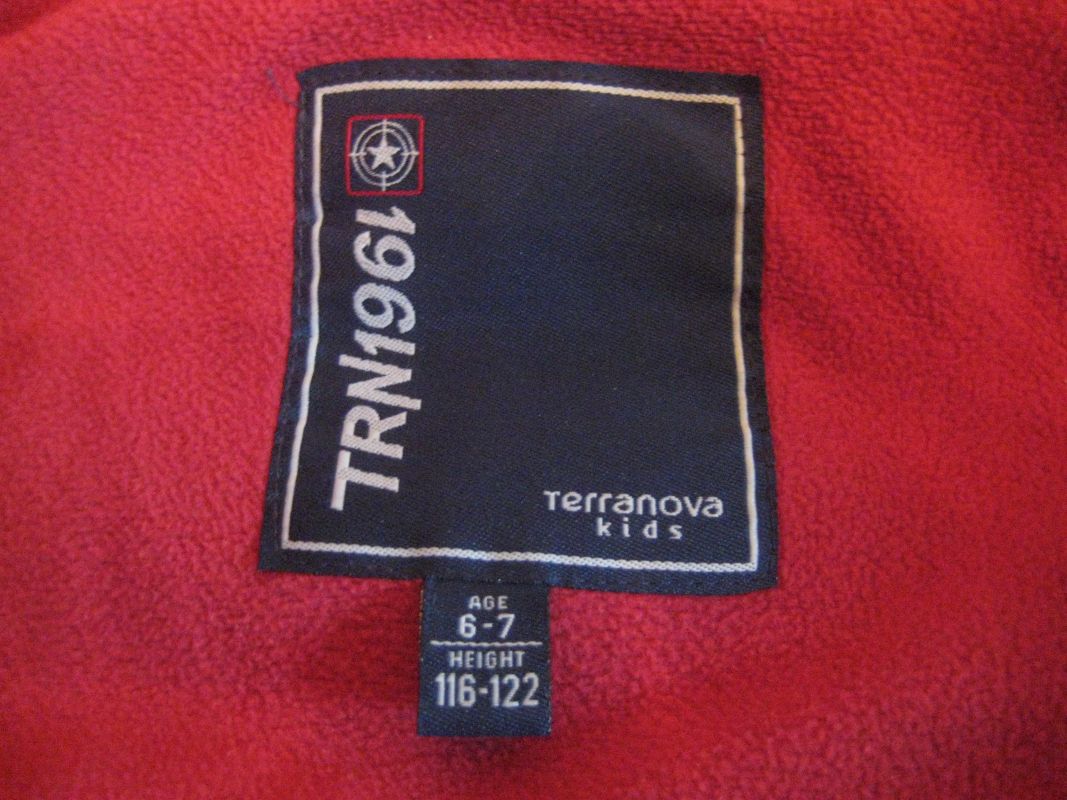 TRN1961
Terranova
kids
AGE
6-7
HEIGHT
116-122